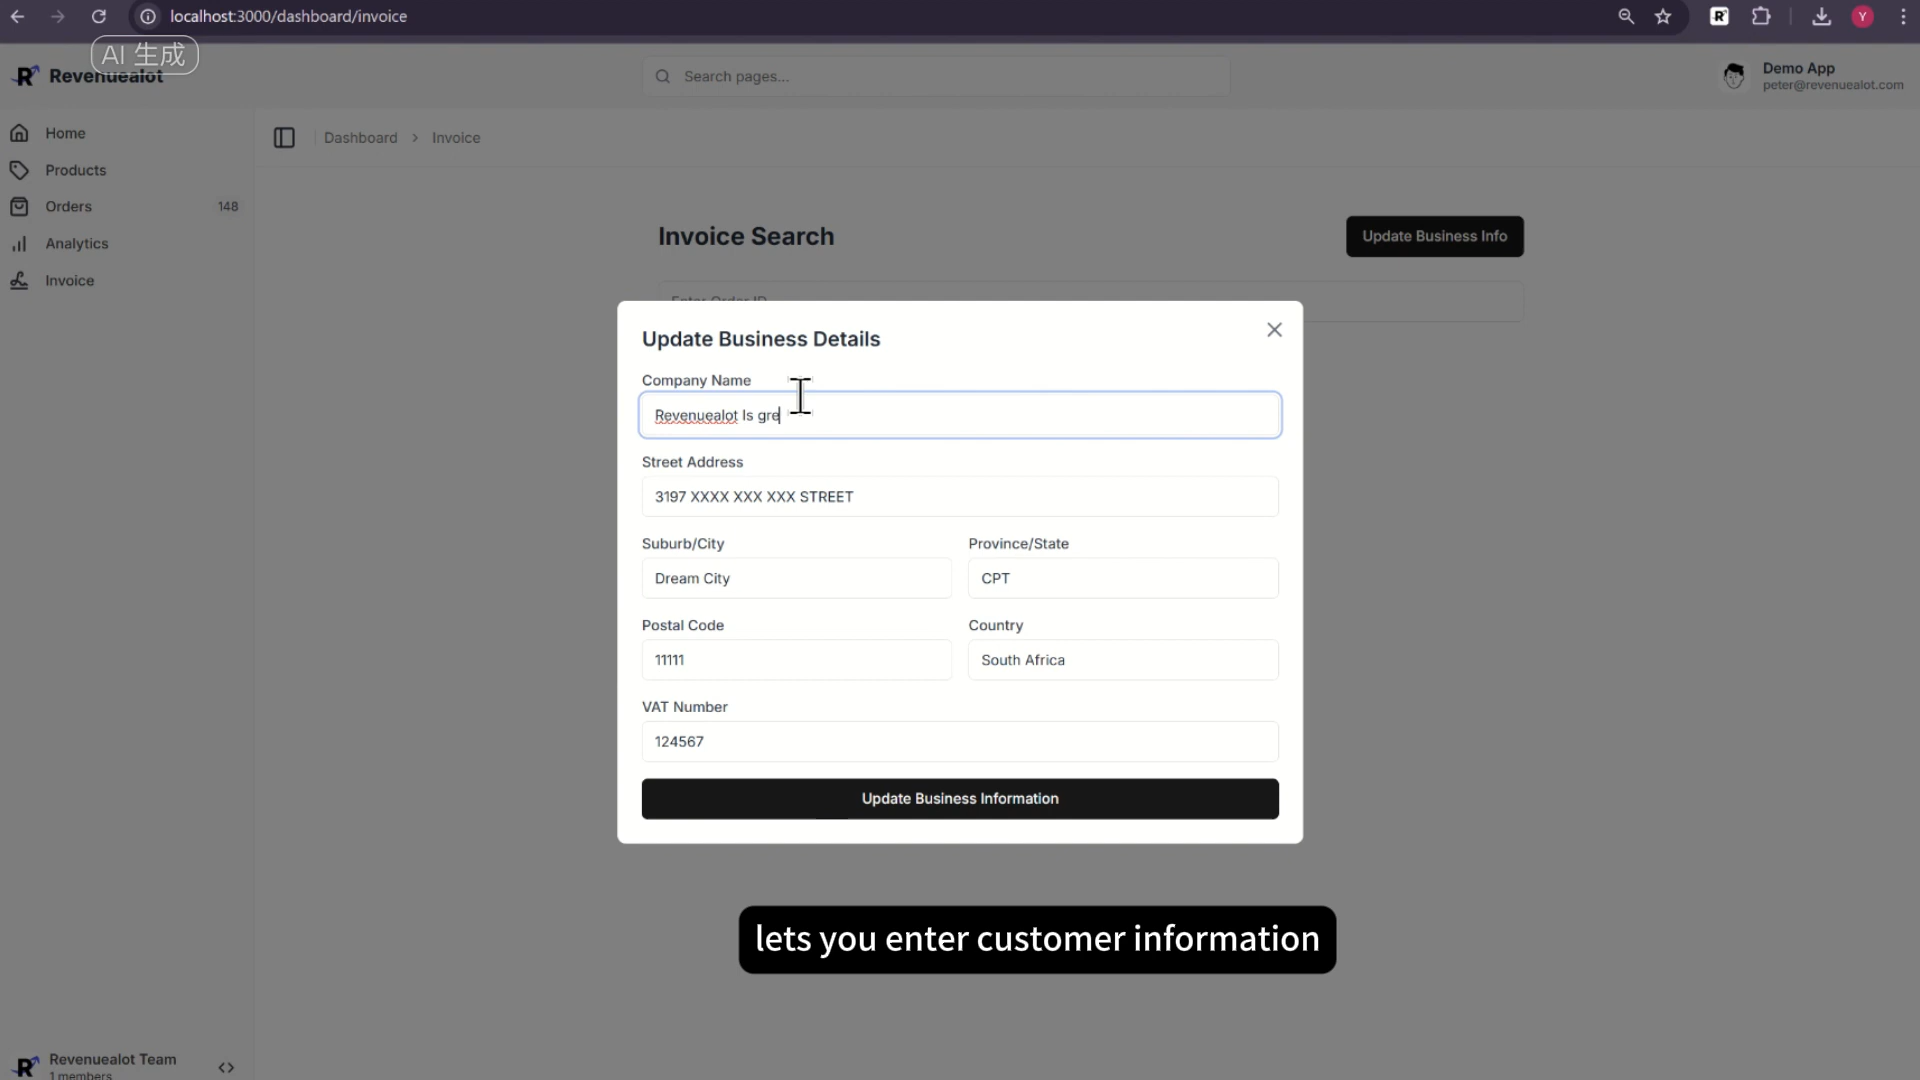 localhost:3000/dashboard/invoice
R
Y
AI 生成
Revenuealot
Search pages...
Demo App
peter@revenuealot.com
Home
Products
Orders 148
Analytics
Invoice
Dashboard > Invoice
Invoice Search
Update Business Info
Enter Order ID
Update Business Details
Company Name
Revenuealot Is gre
Street Address
3197 XXXX XXX XXX STREET
Suburb/City
Province/State
Dream City
CPT
Postal Code
Country
11111
South Africa
VAT Number
124567
Update Business Information
lets you enter customer information
Revenuealot Team
1 members